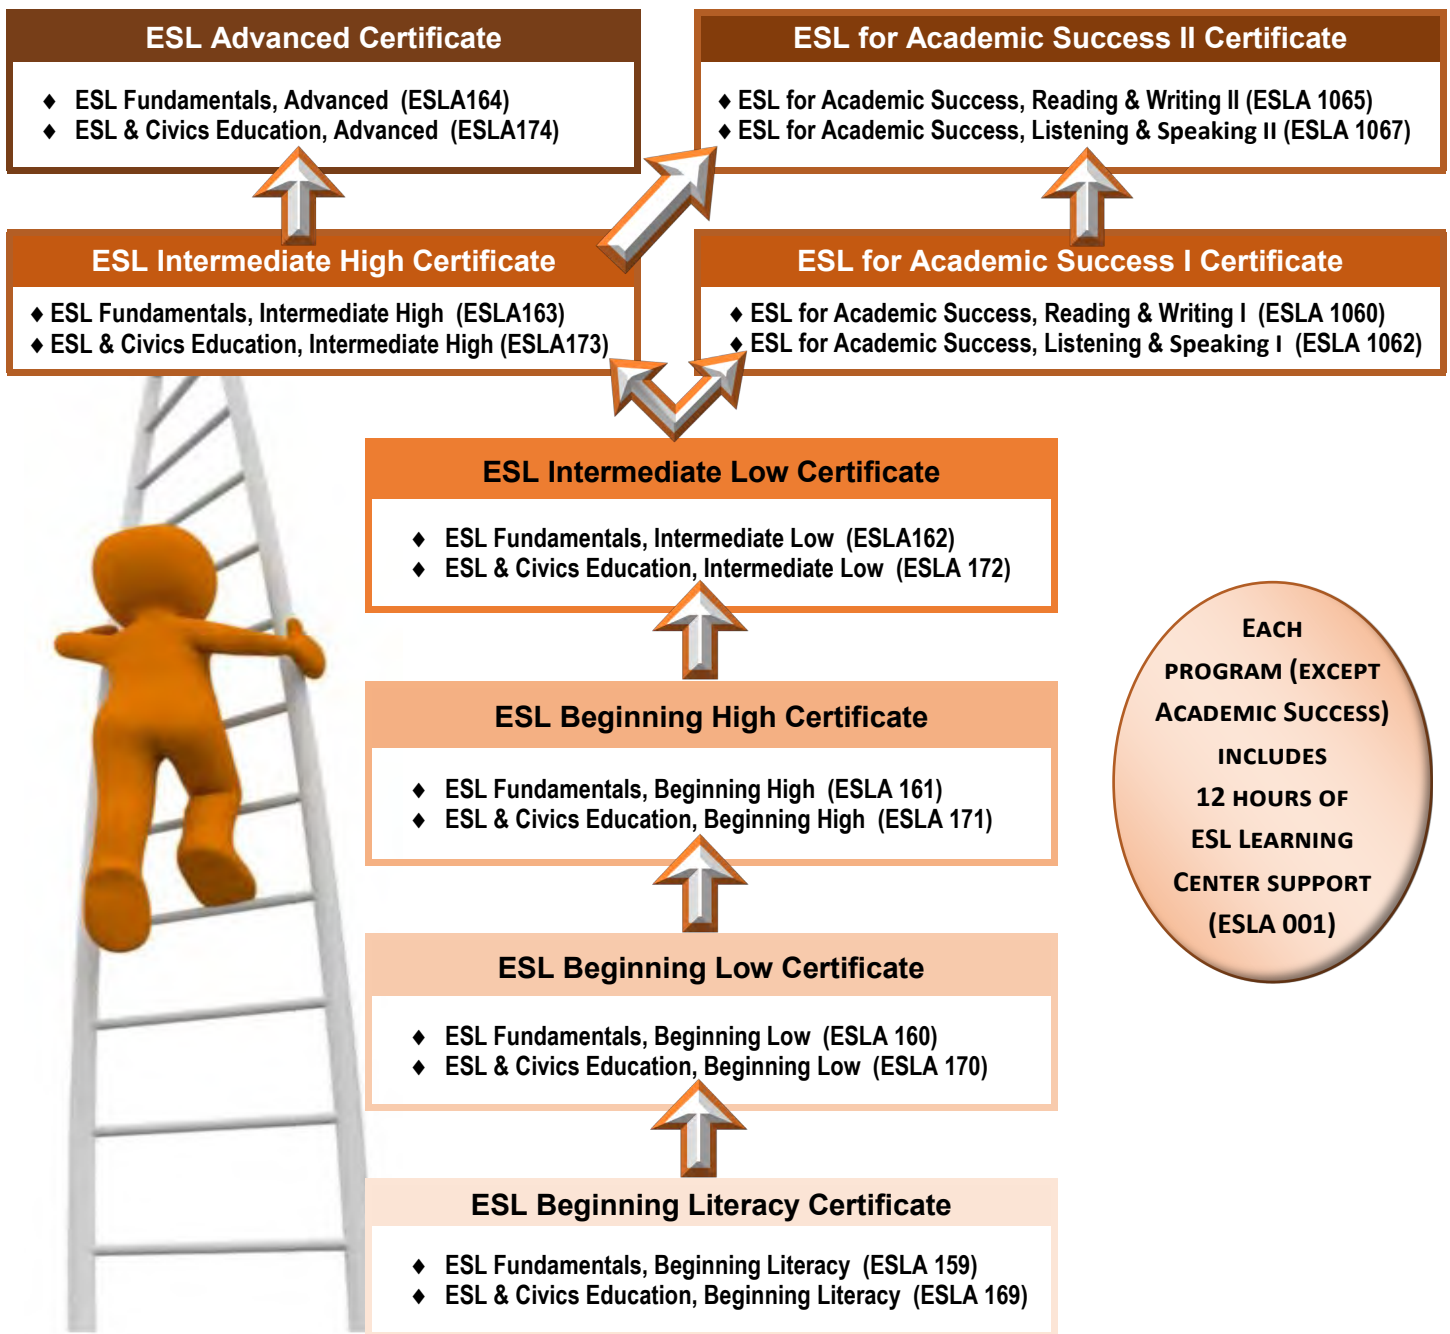 ESL Advanced Certificate
♦ ESL Fundamentals, Advanced (ESLA164)
♦ ESL & Civics Education, Advanced (ESLA174)
ESL for Academic Success II Certificate
♦ ESL for Academic Success, Reading & Writing II (ESLA 1065)
♦ ESL for Academic Success, Listening & Speaking II (ESLA 1067)
ESL Intermediate High Certificate
♦ ESL Fundamentals, Intermediate High (ESLA163)
♦ ESL & Civics Education, Intermediate High (ESLA173)
ESL for Academic Success I Certificate
♦ ESL for Academic Success, Reading & Writing I (ESLA 1060)
♦ ESL for Academic Success, Listening & Speaking I (ESLA 1062)
ESL Intermediate Low Certificate
♦ ESL Fundamentals, Intermediate Low (ESLA162)
♦ ESL & Civics Education, Intermediate Low (ESLA 172)
ESL Beginning High Certificate
♦ ESL Fundamentals, Beginning High (ESLA 161)
♦ ESL & Civics Education, Beginning High (ESLA 171)
ESL Beginning Low Certificate
♦ ESL Fundamentals, Beginning Low (ESLA 160)
♦ ESL & Civics Education, Beginning Low (ESLA 170)
ESL Beginning Literacy Certificate
♦ ESL Fundamentals, Beginning Literacy (ESLA 159)
♦ ESL & Civics Education, Beginning Literacy (ESLA 169)
EACH
PROGRAM (EXCEPT
ACADEMIC SUCCESS)
INCLUDES
12 HOURS OF
ESL LEARNING
CENTER SUPPORT
(ESLA 001)